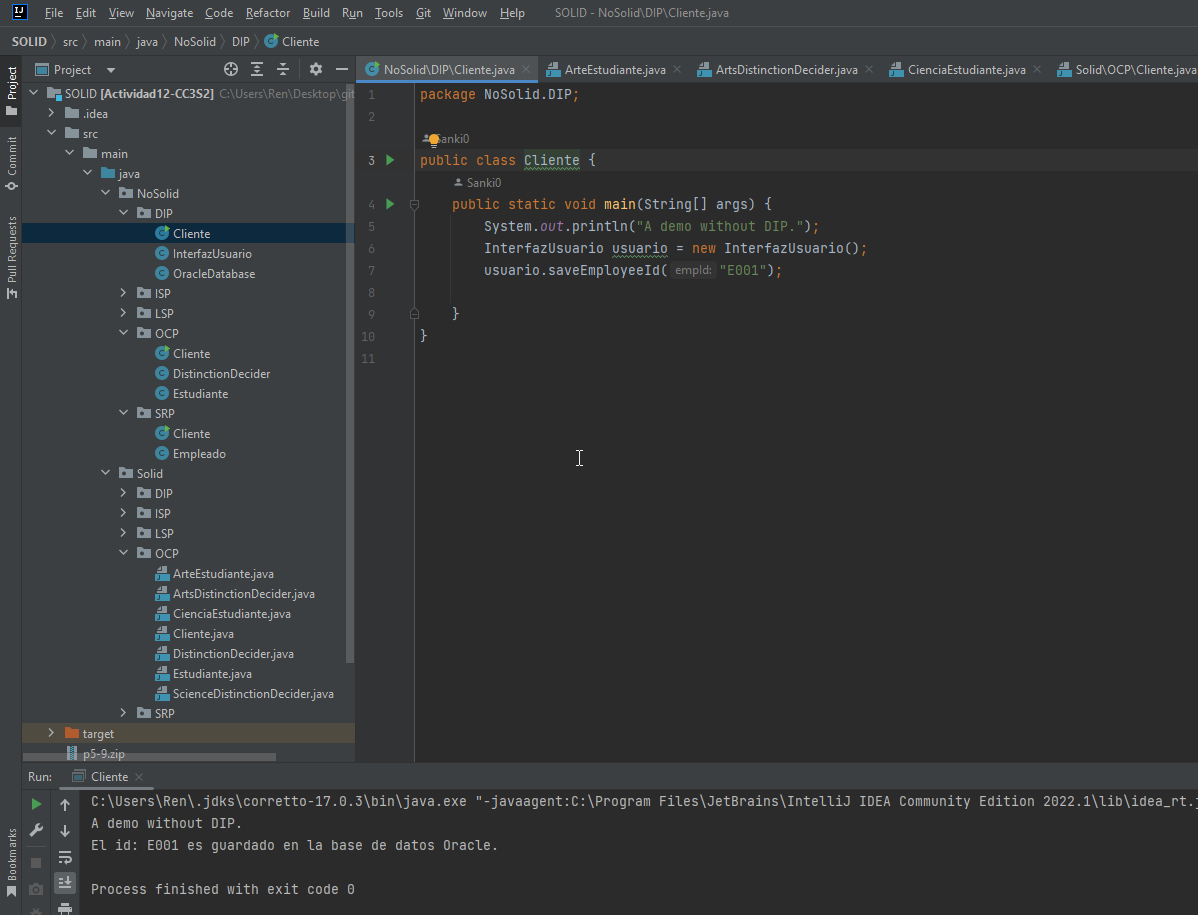 File Edit View Navigate Code Refactor Build Run Tools Git Window Help SOLID - NoSolid\DIP\Cliente.java
SOLID src main java NoSolid DIP Cliente
Project
Commit
Pull Requests
Bookmarks
Project
SOLID [Actividad12-CC3S2] C:\Users\Ren\Desktop\git
.idea
src
main
java
NoSolid
DIP
Cliente
InterfazUsuario
OracleDatabase
ISP
LSP
OCP
Cliente
DistinctionDecider
Estudiante
SRP
Cliente
Empleado
Solid
DIP
ISP
LSP
OCP
ArteEstudiante.java
ArtsDistinctionDecider.java
CienciaEstudiante.java
Cliente.java
DistinctionDecider.java
Estudiante.java
ScienceDistinctionDecider.java
SRP
target
p5-9.zip
NoSolid\DIP\Cliente.java ArteEstudiante.java ArtsDistinctionDecider.java CienciaEstudiante.java Solid\OCP\Cliente.java
1 package NoSolid.DIP;
2
Sanki0
3 public class Cliente {
Sanki0
4 public static void main(String[] args) {
5 System.out.println("A demo without DIP.");
6 InterfazUsuario usuario = new InterfazUsuario();
7 usuario.saveEmployeeId( empId: "E001");
8
9 }
10 }
11
Run: Cliente
C:\Users\Ren\.jdks\corretto-17.0.3\bin\java.exe "-javaagent:C:\Program Files\JetBrains\IntelliJ IDEA Community Edition 2022.1\lib\idea_rt.j
A demo without DIP.
El id: E001 es guardado en la base de datos Oracle.
Process finished with exit code 0